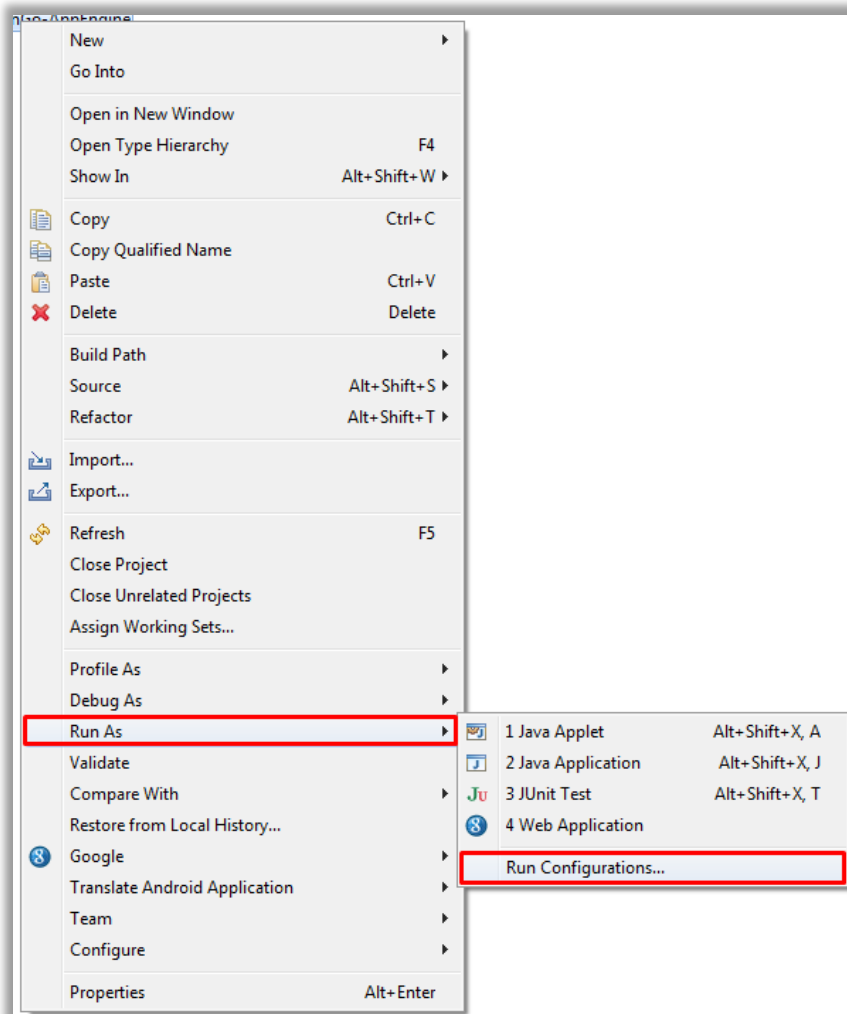 New
Go Into
Open in New Window
Open Type Hierarchy F4
Show In Alt+Shift+W
Copy Ctrl+C
Copy Qualified Name
Paste Ctrl+V
Delete Delete
Build Path
Source Alt+Shift+S
Refactor Alt+Shift+T
Import...
Export...
Refresh F5
Close Project
Close Unrelated Projects
Assign Working Sets...
Profile As
Debug As
Run As
Validate
Compare With
Restore from Local History...
Google
Translate Android Application
Team
Configure
Properties Alt+Enter
1 Java Applet Alt+Shift+X, A
2 Java Application Alt+Shift+X, J
3 JUnit Test Alt+Shift+X, T
4 Web Application
Run Configurations...